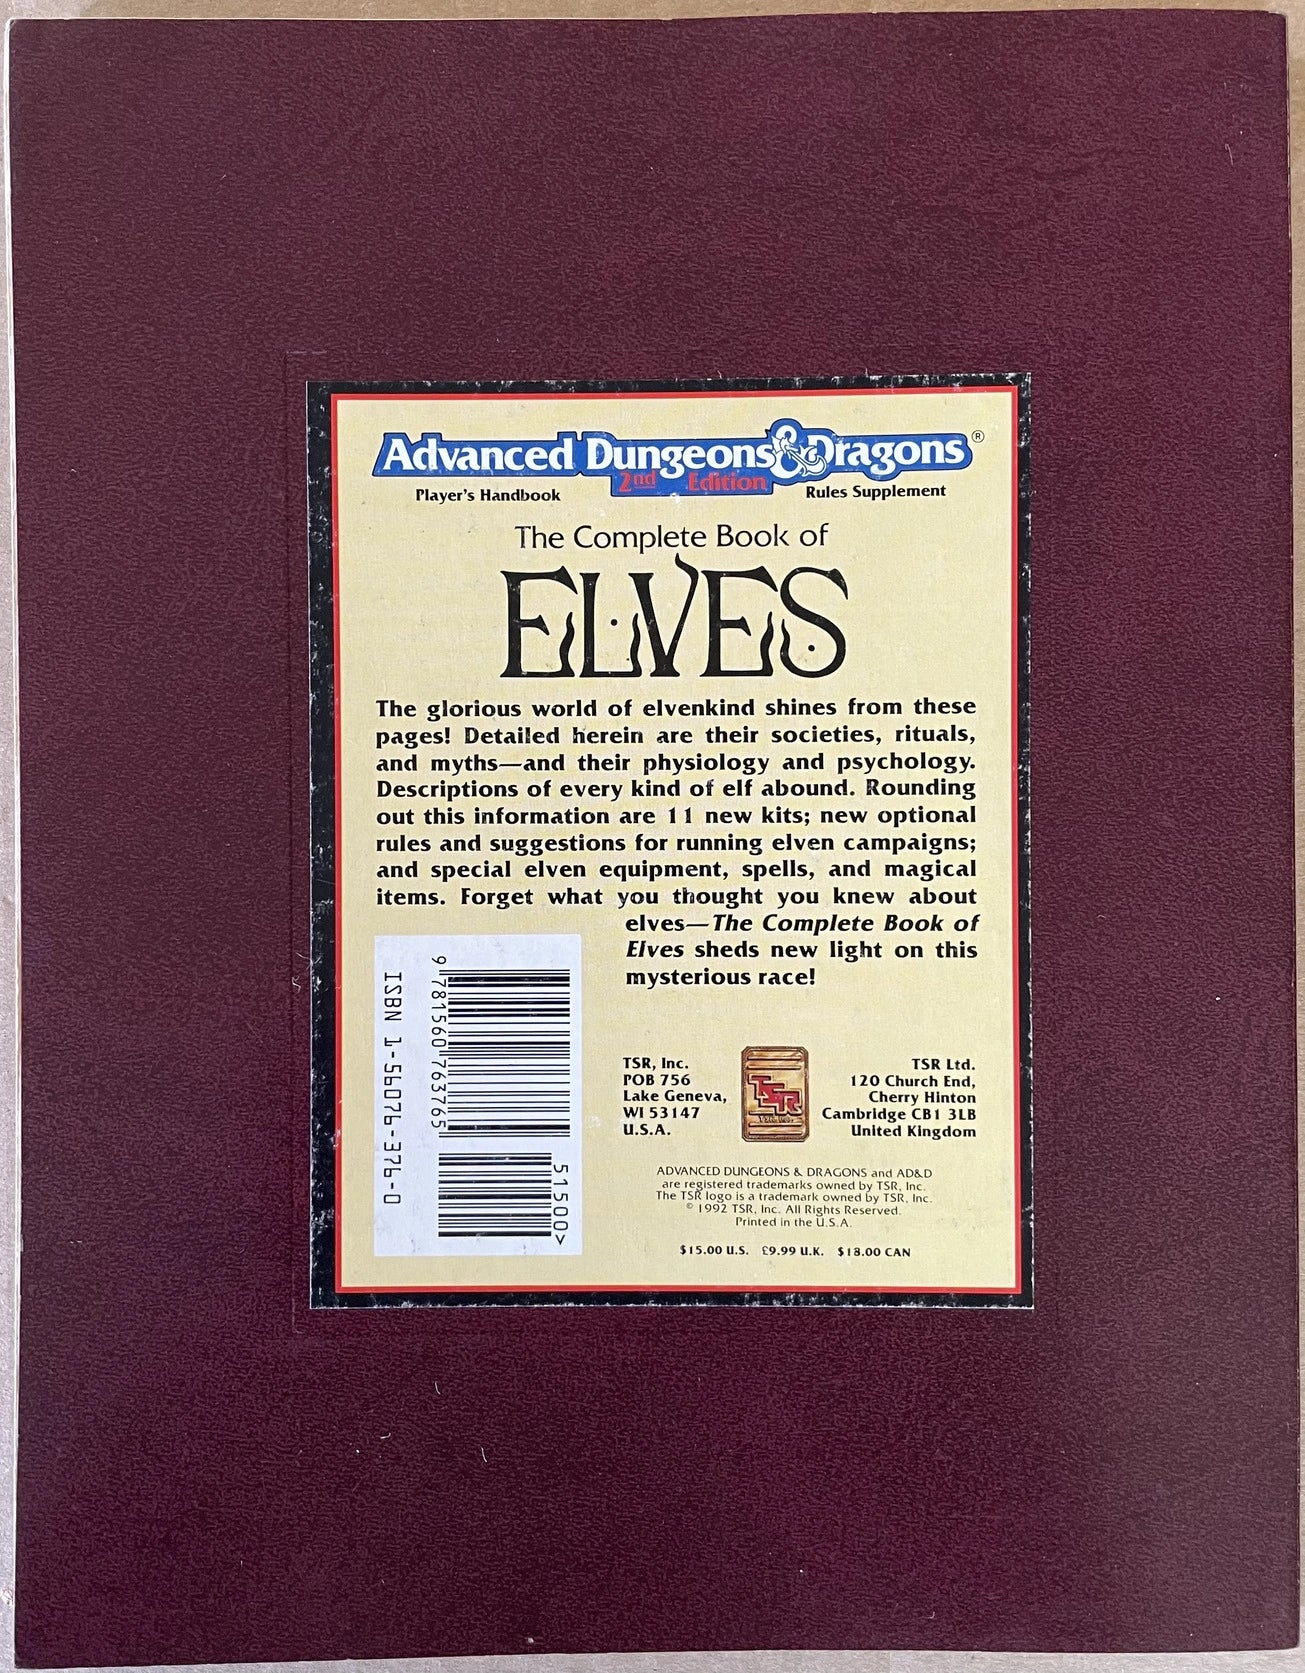 Advanced Dungeons & Dragons®
2nd Edition
Player's Handbook Rules Supplement
The Complete Book of
ELVES
The glorious world of elvenkind shines from these
pages! Detailed herein are their societies, rituals,
and myths—and their physiology and psychology.
Descriptions of every kind of elf abound. Rounding
out this information are 11 new kits; new optional
rules and suggestions for running elven campaigns;
and special elven equipment, spells, and magical
items. Forget what you thought you knew about
elves—The Complete Book of
Elves sheds new light on this
mysterious race!
ISBN 1-56076-376-0
9 781560 763765
51500>
TSR, Inc.
POB 756
Lake Geneva,
WI 53147
U.S.A.
TSR
TSR Ltd.
120 Church End,
Cherry Hinton
Cambridge CB1 3LB
United Kingdom
ADVANCED DUNGEONS & DRAGONS and AD&D
are registered trademarks owned by TSR, Inc.
The TSR logo is a trademark owned by TSR, Inc.
© 1992 TSR, Inc. All Rights Reserved.
Printed in the U.S.A.
$15.00 U.S. £9.99 U.K. $18.00 CAN